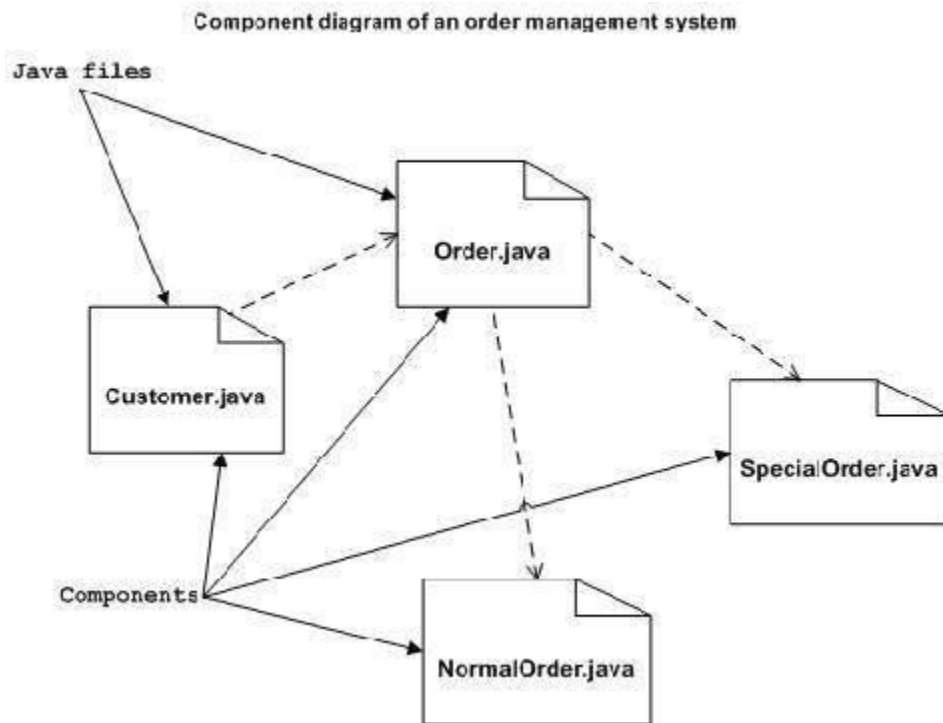 Component diagram of an order management system
Java files
Order.java
Customer.java
SpecialOrder.java
Components
NormalOrder.java